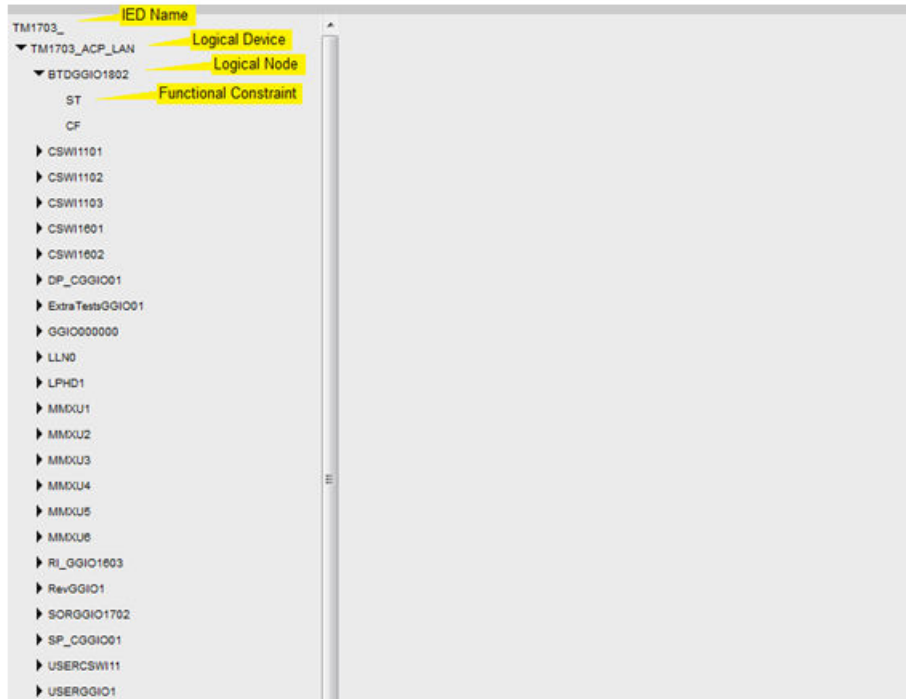 IED Name
TM1703_
Logical Device
TM1703_ACP_LAN
Logical Node
BTDGGIO1802
Functional Constraint
ST
CF
CSWI1101
CSWI1102
CSWI1103
CSWI1601
CSWI1602
DP_CGGIO01
ExtraTestsGGIO01
GGIO000000
LLN0
LPHD1
MMXU1
MMXU2
MMXU3
MMXU4
MMXU5
MMXU6
RI_GGIO1603
RevGGIO1
SORGGIO1702
SP_CGGIO01
USERCSWI11
USERGGIO1